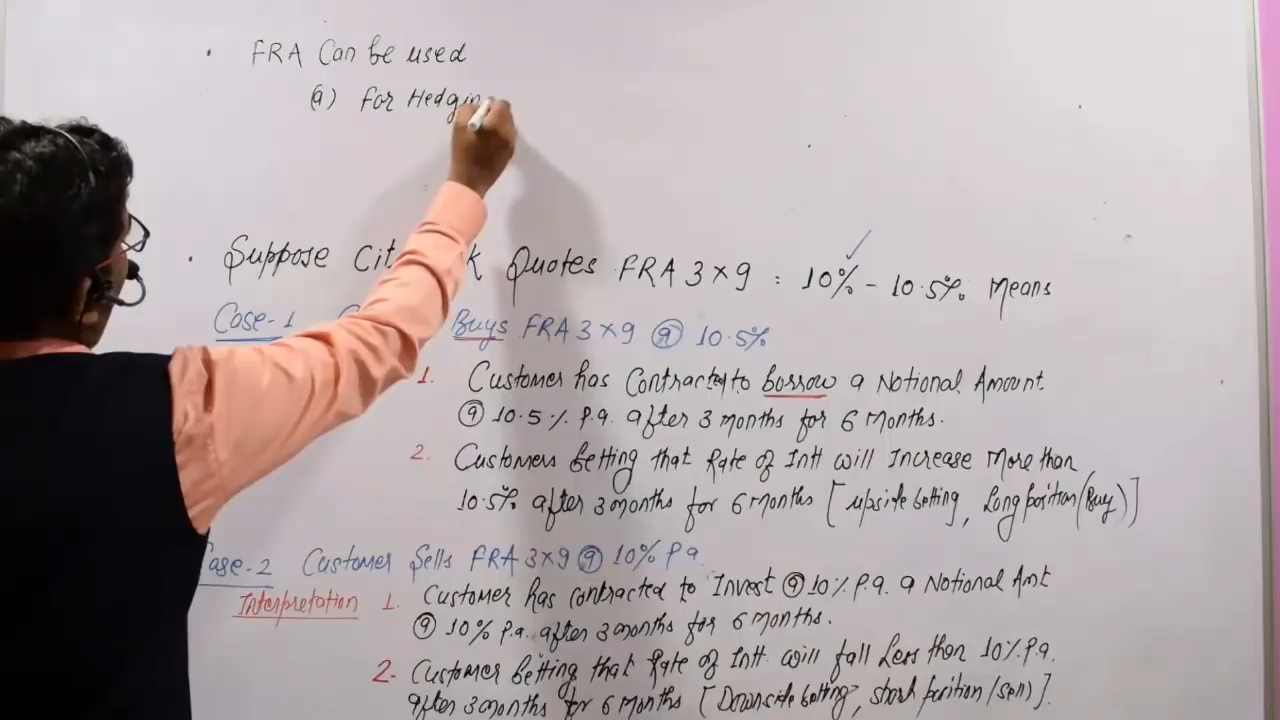 · FRA Can be used
(a) for Hedgin
· Suppose Cit k Quotes FRA 3×9 : 10% - 10.5% Means
Case-1 C Buys FRA 3×9 @ 10.5%
1. Customer has Contracted to borrow a Notional Amount
@ 10.5% P.a. after 3 months for 6 Months.
2. Customers betting that Rate of Intt will Increase More than
10.5% after 3 months for 6 months [upside betting, Long position/(Buy)]
Case-2 Customer Sells FRA 3×9 @ 10% P.a.
Interpretation 1. Customer has contracted to Invest @ 10% P.a. a Notional Amt
@ 10% P.a. after 3 months for 6 months.
2. Customer betting that Rate of Intt. will fall Less than 10% P.a.
after 3 months for 6 months [Downside betting, short position/sell].